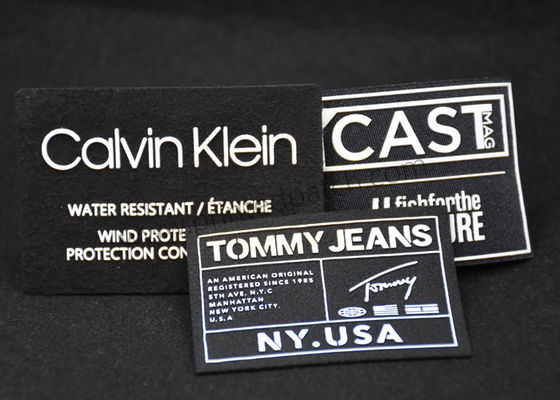 Calvin Klein
WATER RESISTANT / ÉTANCHE
WIND PROTE
PROTECTION CON
CAST
MAG
fishforthe
URE
TOMMY JEANS
AN AMERICAN ORIGINAL
REGISTERED SINCE 1985
5TH AVE. N.Y.C
MANHATTAN
NEW YORK CITY.
U.S.A
Tommy
NY.USA